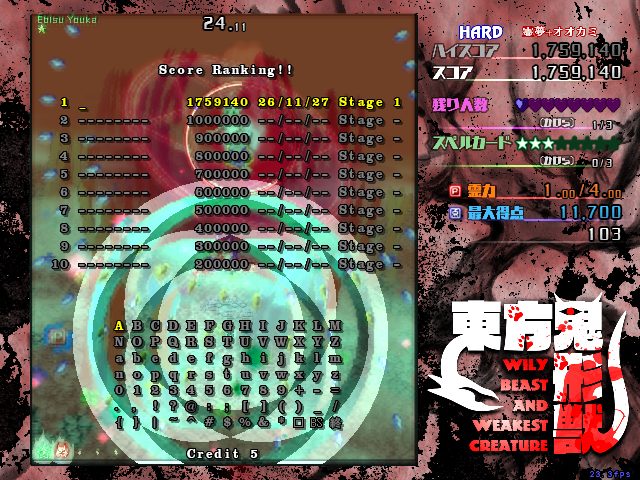 Ebisu Eika
24.11
Score Ranking!!
1 _ 1759140 26/11/27 Stage 1
2 -------- 1000000 --/--/-- Stage -
3 -------- 900000 --/--/-- Stage -
4 -------- 800000 --/--/-- Stage -
5 -------- 700000 --/--/-- Stage -
6 -------- 600000 --/--/-- Stage -
7 -------- 500000 --/--/-- Stage -
8 -------- 400000 --/--/-- Stage -
9 -------- 300000 --/--/-- Stage -
10 -------- 200000 --/--/-- Stage -
A B C D E F G H I J K L M
N O P Q R S T U V W X Y Z
a b c d e f g h i j k l m
n o p q r s t u v w x y z
0 1 2 3 4 5 6 7 8 9 + - =
. , ! ? @ : ; [ ] ( ) _ /
{ } | ~ ^ # $ % & * □ BS 終
Credit 5
HARD 霊夢+オオカミ
ハイスコア 1,759,140
スコア 1,759,140
残り人数
(かけら) 1/3
スペルカード
(かけら) 0/3
P 霊力 1.00/4.00
最大得点 11,700
103
東方鬼形獣
WILY
BEAST
AND
WEAKEST
CREATURE
23.3fps